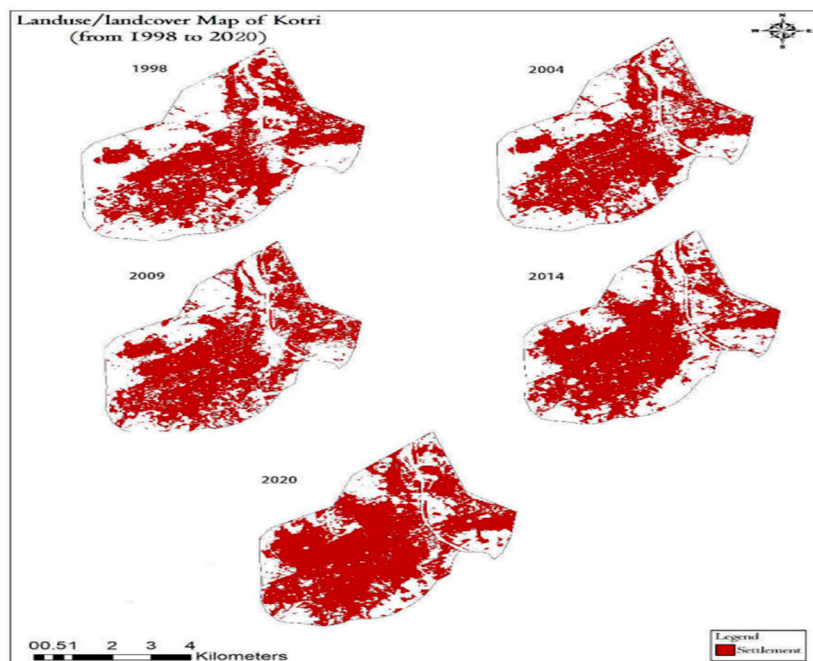 Landuse/landcover Map of Kotri
(from 1998 to 2020)
N
W E
S
1998
2004
2009
2014
2020
00.51 2 3 4
Kilometers
Legend
Settlement